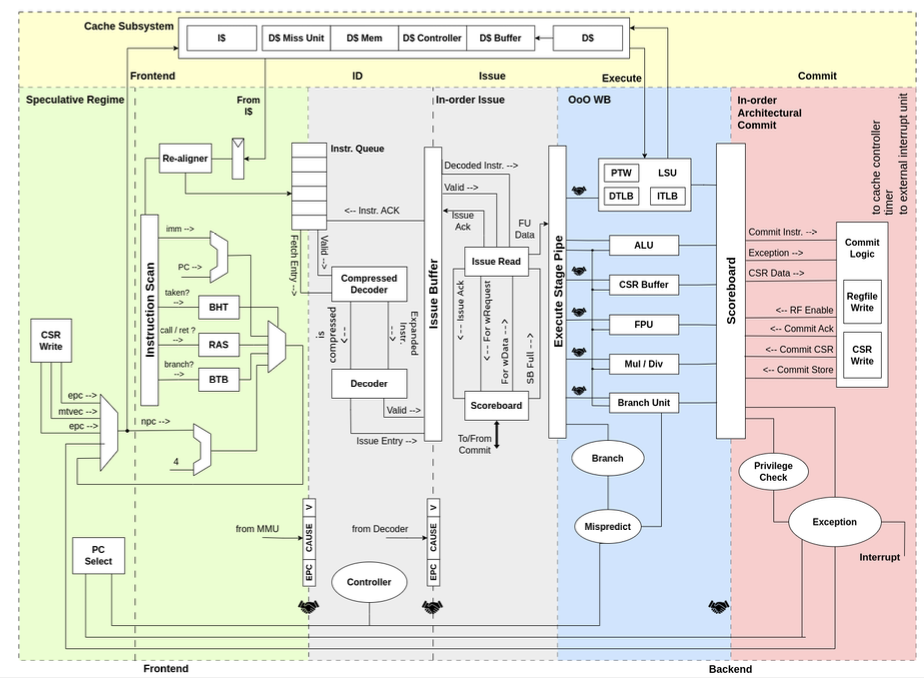 Cache Subsystem
I$
D$ Miss Unit
D$ Mem
D$ Controller
D$ Buffer
D$
Frontend
ID
Issue
Execute
Commit
Speculative Regime
From
I$
In-order Issue
OoO WB
In-order
Architectural
Commit
to cache controller
timer
to external interrupt unit
Re-aligner
Instr. Queue
<-- Instr. ACK
Fetch Entry -->
Valid -->
Instruction Scan
imm -->
PC -->
taken?
-->
BHT
call / ret ?
-->
RAS
branch?
-->
BTB
CSR
Write
epc -->
mtvec -->
epc -->
npc -->
4
Compressed
Decoder
is
compressed
<--
Expanded
Instr.
-->
Decoder
Valid -->
Issue Entry -->
Issue Buffer
Decoded Instr. -->
Valid -->
Issue
Ack
FU
Data
Issue Read
<--- Issue Ack
<--- For wRequest
For wData --->
SB Full --->
Scoreboard
To/From
Commit
Execute Stage Pipe
PTW
LSU
DTLB
ITLB
ALU
CSR Buffer
FPU
Mul / Div
Branch Unit
Branch
Mispredict
Scoreboard
Commit Instr. -->
Exception -->
CSR Data -->
<-- RF Enable
<-- Commit Ack
<-- Commit CSR
<-- Commit Store
Commit
Logic
Regfile
Write
CSR
Write
Privilege
Check
Exception
Interrupt
PC
Select
from MMU
V
CAUSE
EPC
from Decoder
V
CAUSE
EPC
Controller
Frontend
Backend